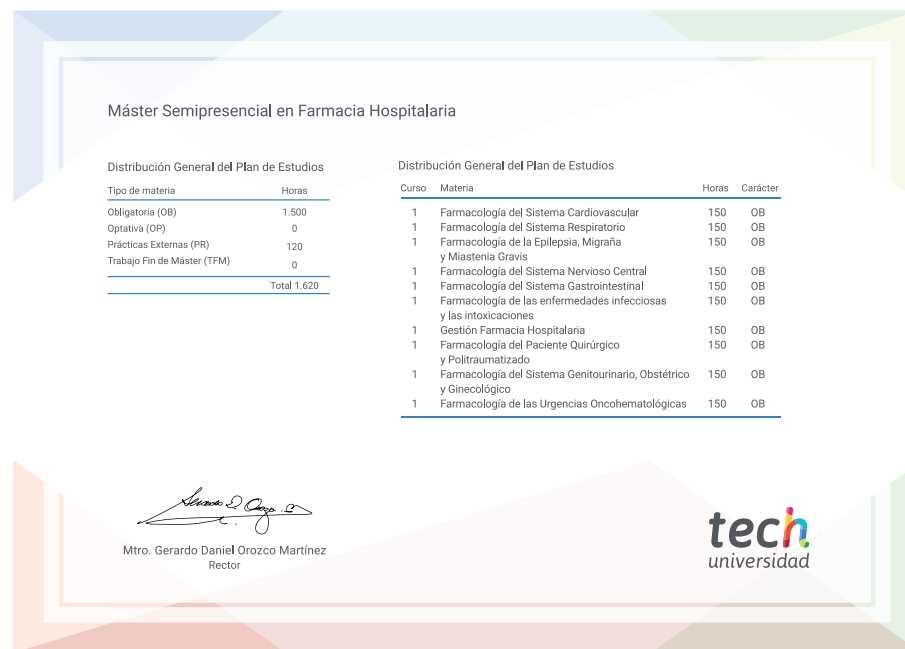 Máster Semipresencial en Farmacia Hospitalaria
Distribución General del Plan de Estudios
Tipo de materia Horas
Obligatoria (OB) 1.500
Optativa (OP) 0
Prácticas Externas (PR) 120
Trabajo Fin de Máster (TFM) 0
Total 1.620
Distribución General del Plan de Estudios
Curso Materia Horas Carácter
1 Farmacología del Sistema Cardiovascular 150 OB
1 Farmacología del Sistema Respiratorio 150 OB
1 Farmacología de la Epilepsia, Migraña 150 OB
y Miastenia Gravis
1 Farmacología del Sistema Nervioso Central 150 OB
1 Farmacología del Sistema Gastrointestinal 150 OB
1 Farmacología de las enfermedades infecciosas 150 OB
y las intoxicaciones
1 Gestión Farmacia Hospitalaria 150 OB
1 Farmacología del Paciente Quirúrgico 150 OB
y Politraumatizado
1 Farmacología del Sistema Genitourinario, Obstétrico 150 OB
y Ginecológico
1 Farmacología de las Urgencias Oncohematológicas 150 OB
Mtro. Gerardo Daniel Orozco Martínez
Rector
tech
universidad